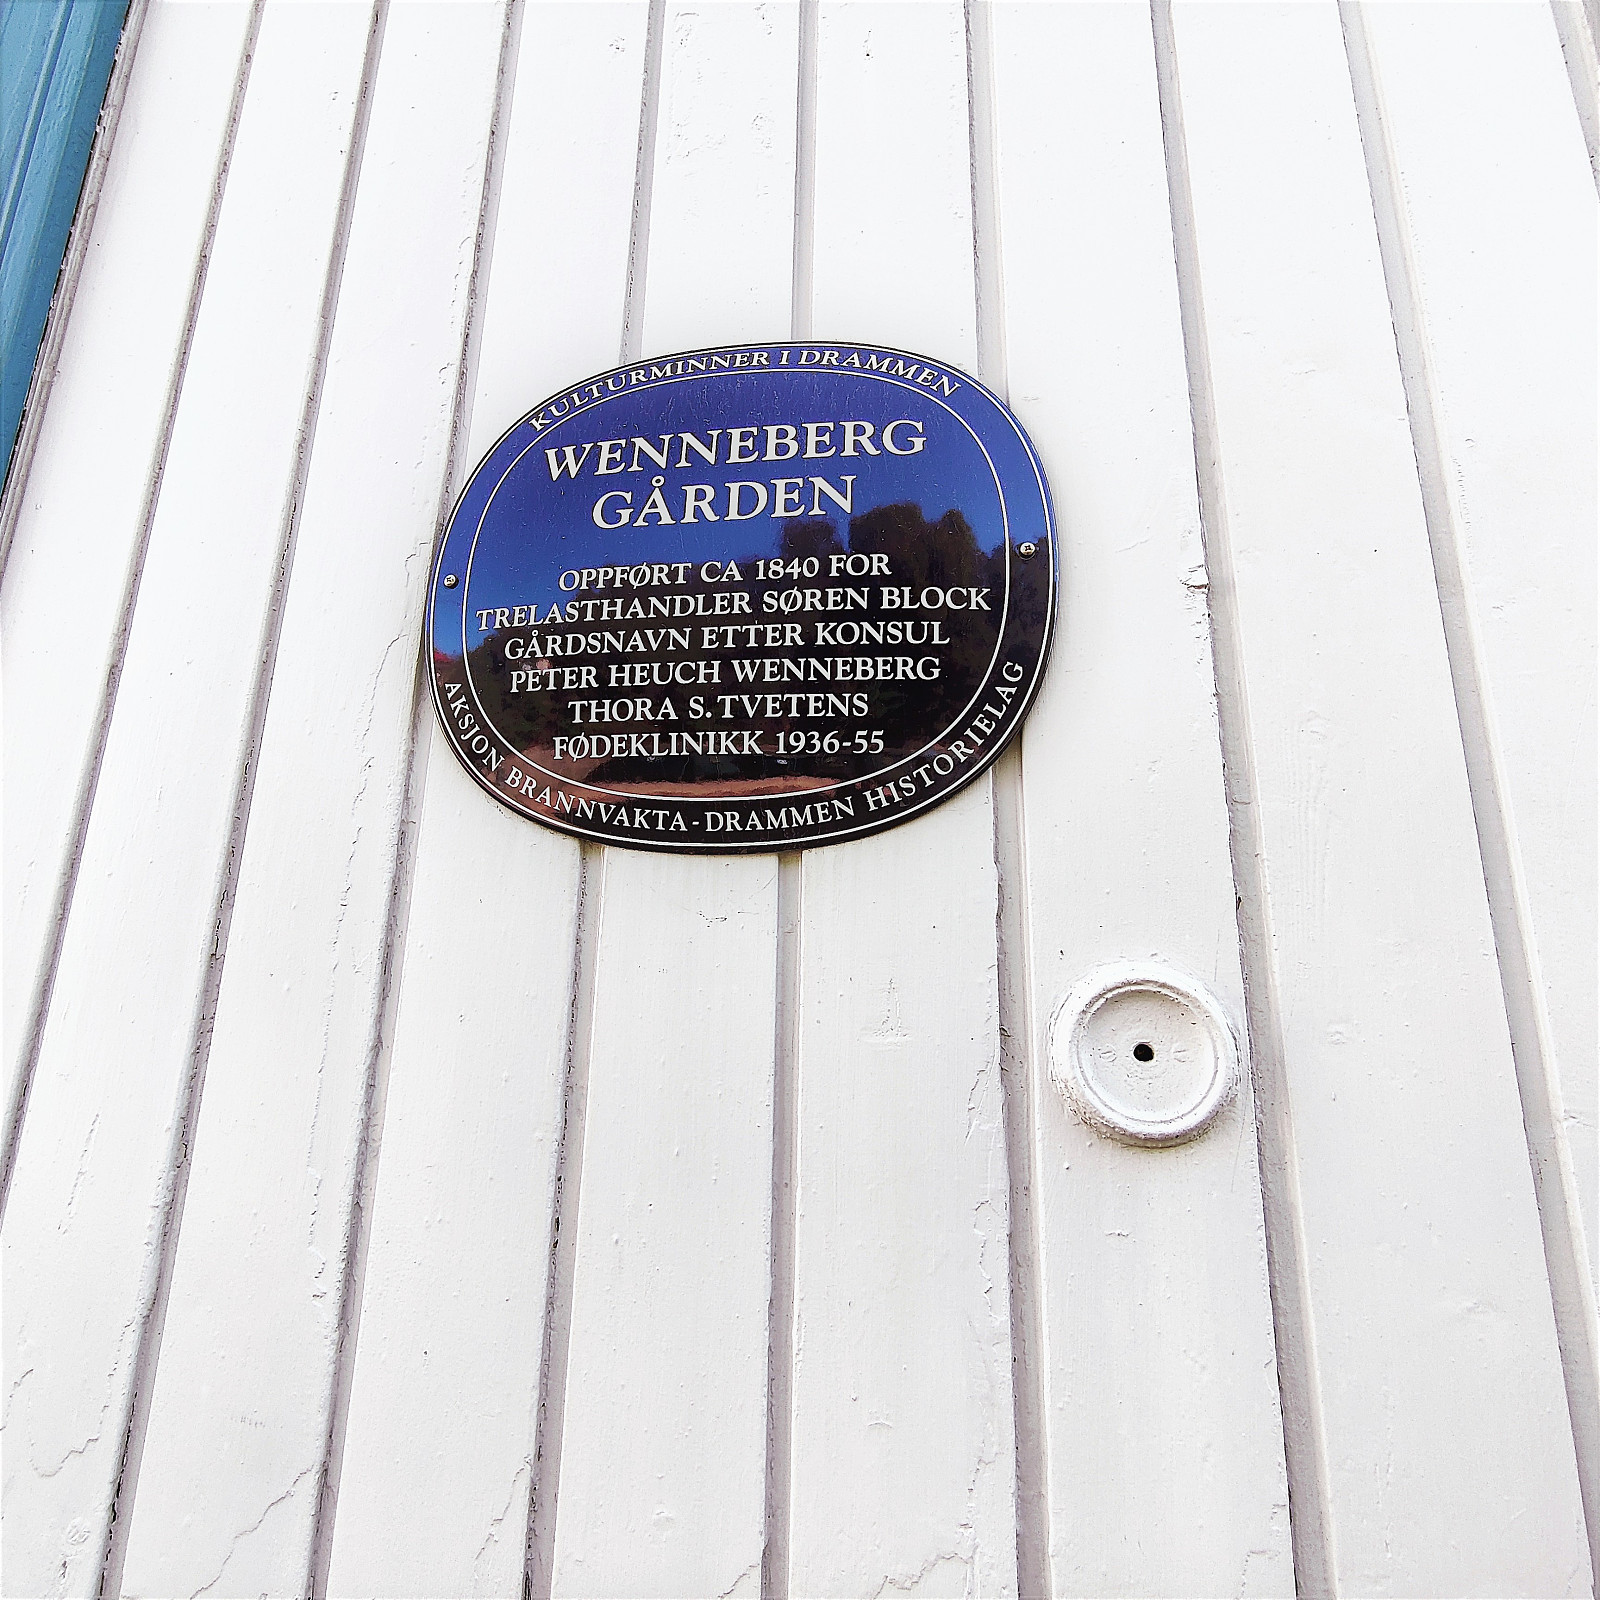 KULTURMINNER I DRAMMEN
WENNEBERG
GÅRDEN
OPPFØRT CA 1840 FOR
TRELASTHANDLER SØREN BLOCK
GÅRDSNAVN ETTER KONSUL
PETER HEUCH WENNEBERG
THORA S. TVETENS
FØDEKLINIKK 1936-55
AKSJON BRANNVAKTA - DRAMMEN HISTORIELAG